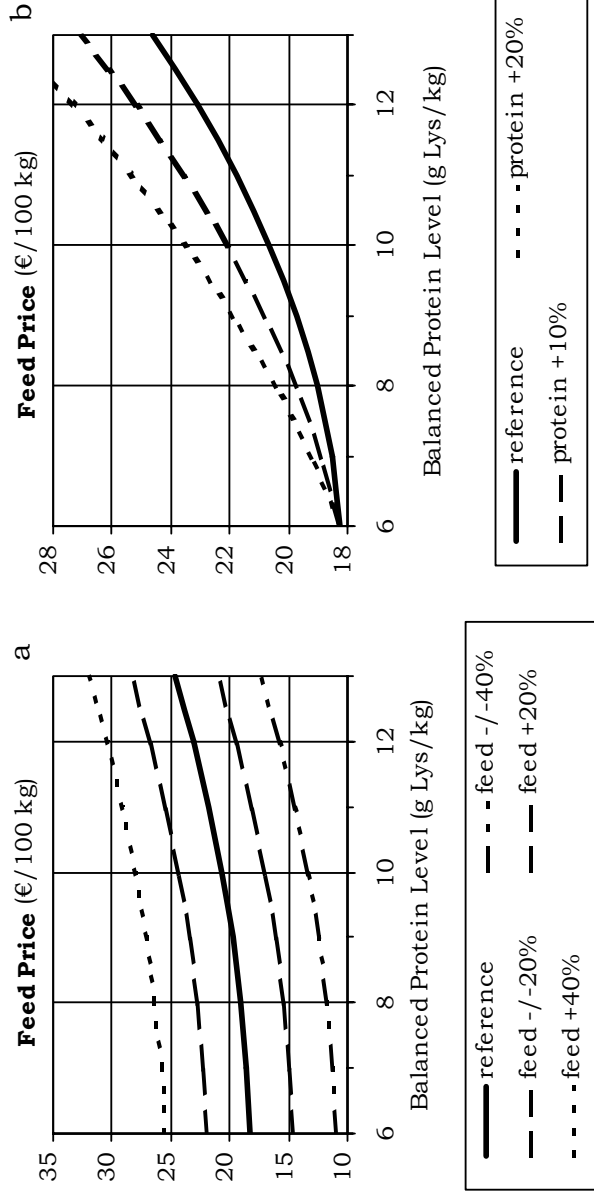 a
Feed Price (€/100 kg)
35
30
25
20
15
10
6
8
10
12
Balanced Protein Level (g Lys/kg)
reference
feed -/-40%
feed -/-20%
feed +20%
feed +40%
b
Feed Price (€/100 kg)
28
26
24
22
20
18
6
8
10
12
Balanced Protein Level (g Lys/kg)
reference
protein +20%
protein +10%